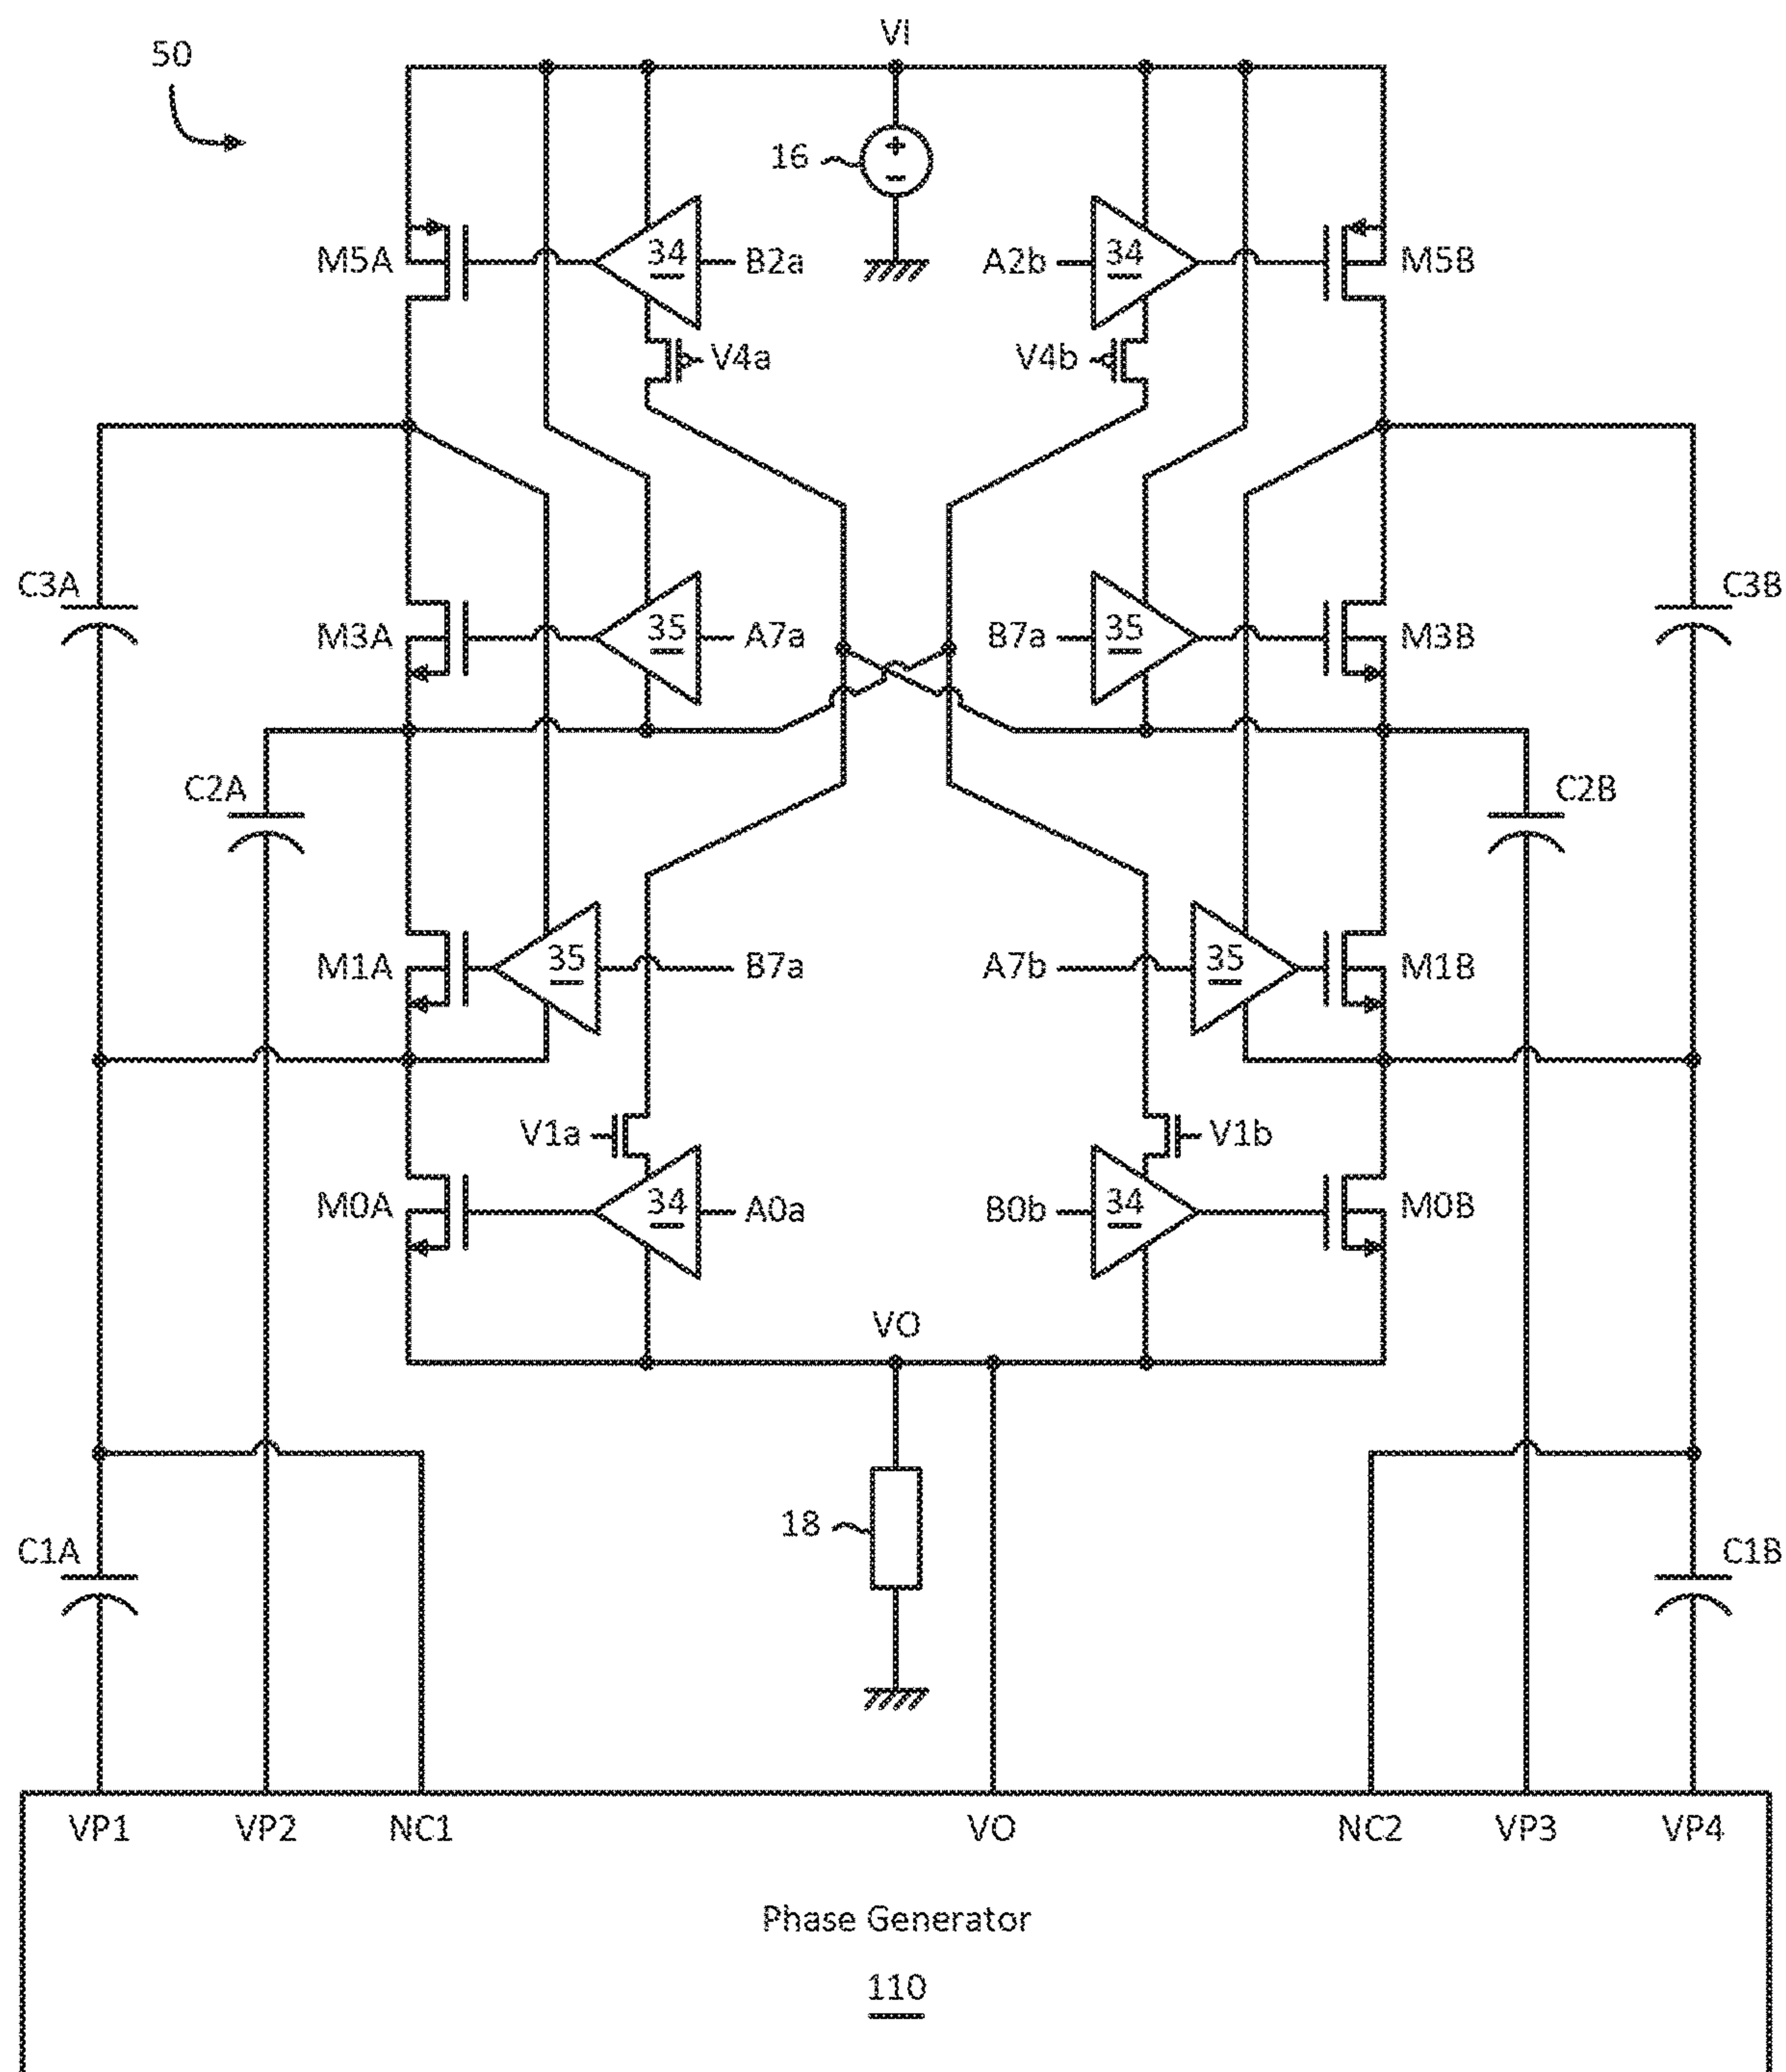 VI
50
16
M5A
34
B2a
A2b
34
M5B
V4a
V4b
C3A
C3B
M3A
35
A7a
B7a
35
M3B
C2A
C2B
M1A
35
B7a
A7b
35
M1B
V1a
V1b
M0A
34
A0a
B0b
34
M0B
VO
18
C1A
C1B
VP1
VP2
NC1
VO
NC2
VP3
VP4
Phase Generator
110